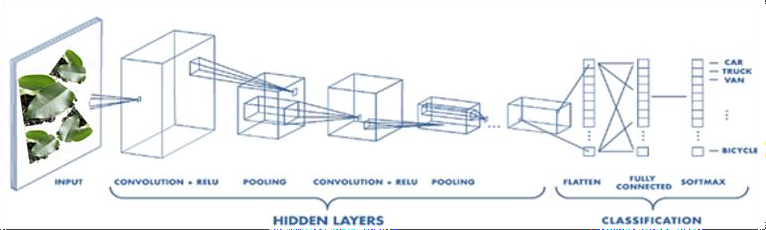 CAR
TRUCK
VAN
BICYCLE
INPUT
CONVOLUTION + RELU
POOLING
CONVOLUTION + RELU
POOLING
FLATTEN
FULLY
CONNECTED
SOFTMAX
HIDDEN LAYERS
CLASSIFICATION